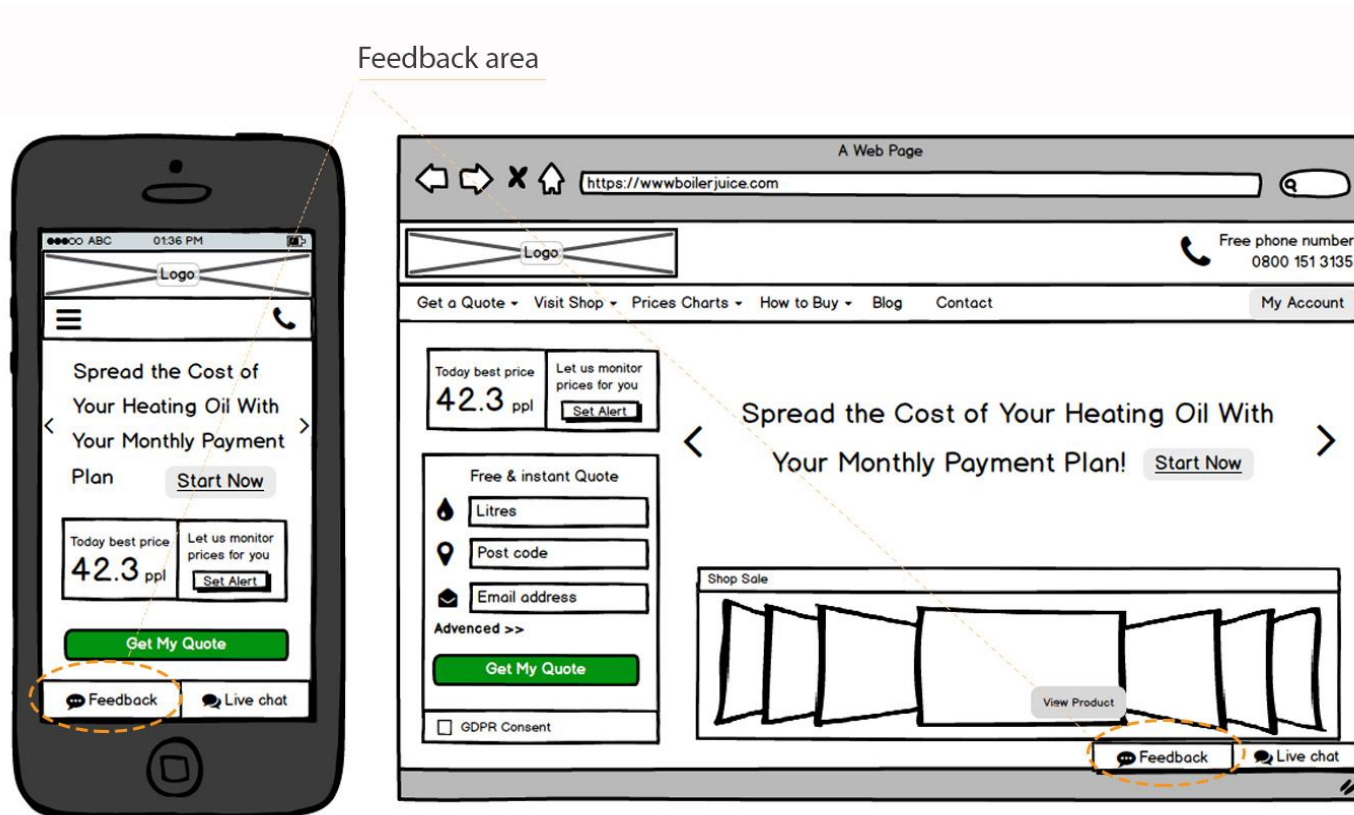 Feedback area
ABC 01:36 PM
Logo
Spread the Cost of
Your Heating Oil With
Your Monthly Payment
Plan Start Now
Today best price
42.3 ppl
Let us monitor
prices for you
Set Alert
Get My Quote
Feedback Live chat
A Web Page
https://wwwboilerjuice.com
Logo
Free phone number
0800 151 3135
Get a Quote Visit Shop Prices Charts How to Buy Blog Contact My Account
Today best price
42.3 ppl
Let us monitor
prices for you
Set Alert
Spread the Cost of Your Heating Oil With
Your Monthly Payment Plan! Start Now
Free & instant Quote
Litres
Post code
Email address
Advenced >>
Get My Quote
GDPR Consent
Shop Sale
View Product
Feedback Live chat